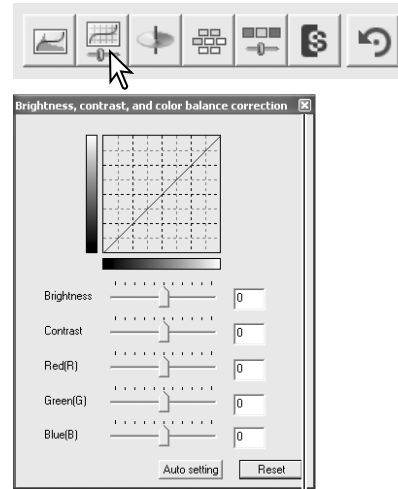 Brightness, contrast, and color balance correction
Brightness 0
Contrast 0
Red(R) 0
Green(G) 0
Blue(B) 0
Auto setting Reset